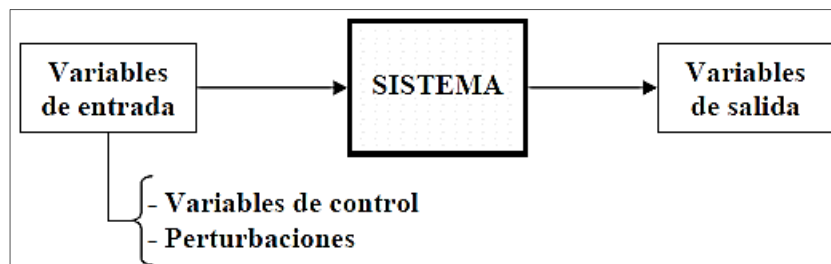 Variables
de entrada
SISTEMA
Variables
de salida
- Variables de control
- Perturbaciones